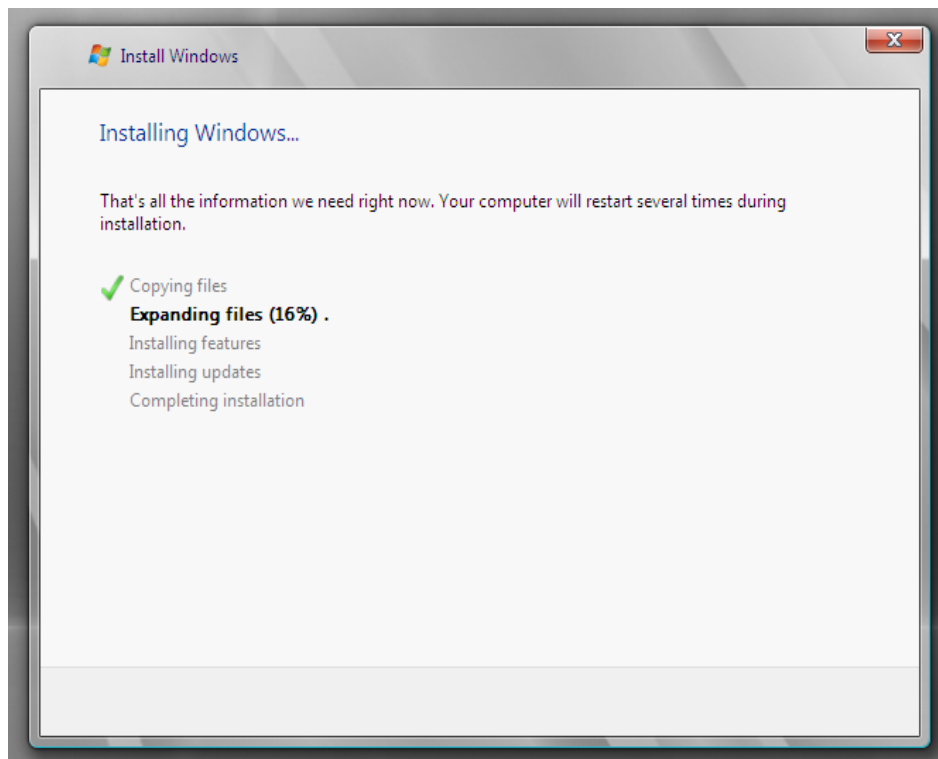 Install Windows
Installing Windows...
That's all the information we need right now. Your computer will restart several times during
installation.
Copying files
Expanding files (16%) .
Installing features
Installing updates
Completing installation